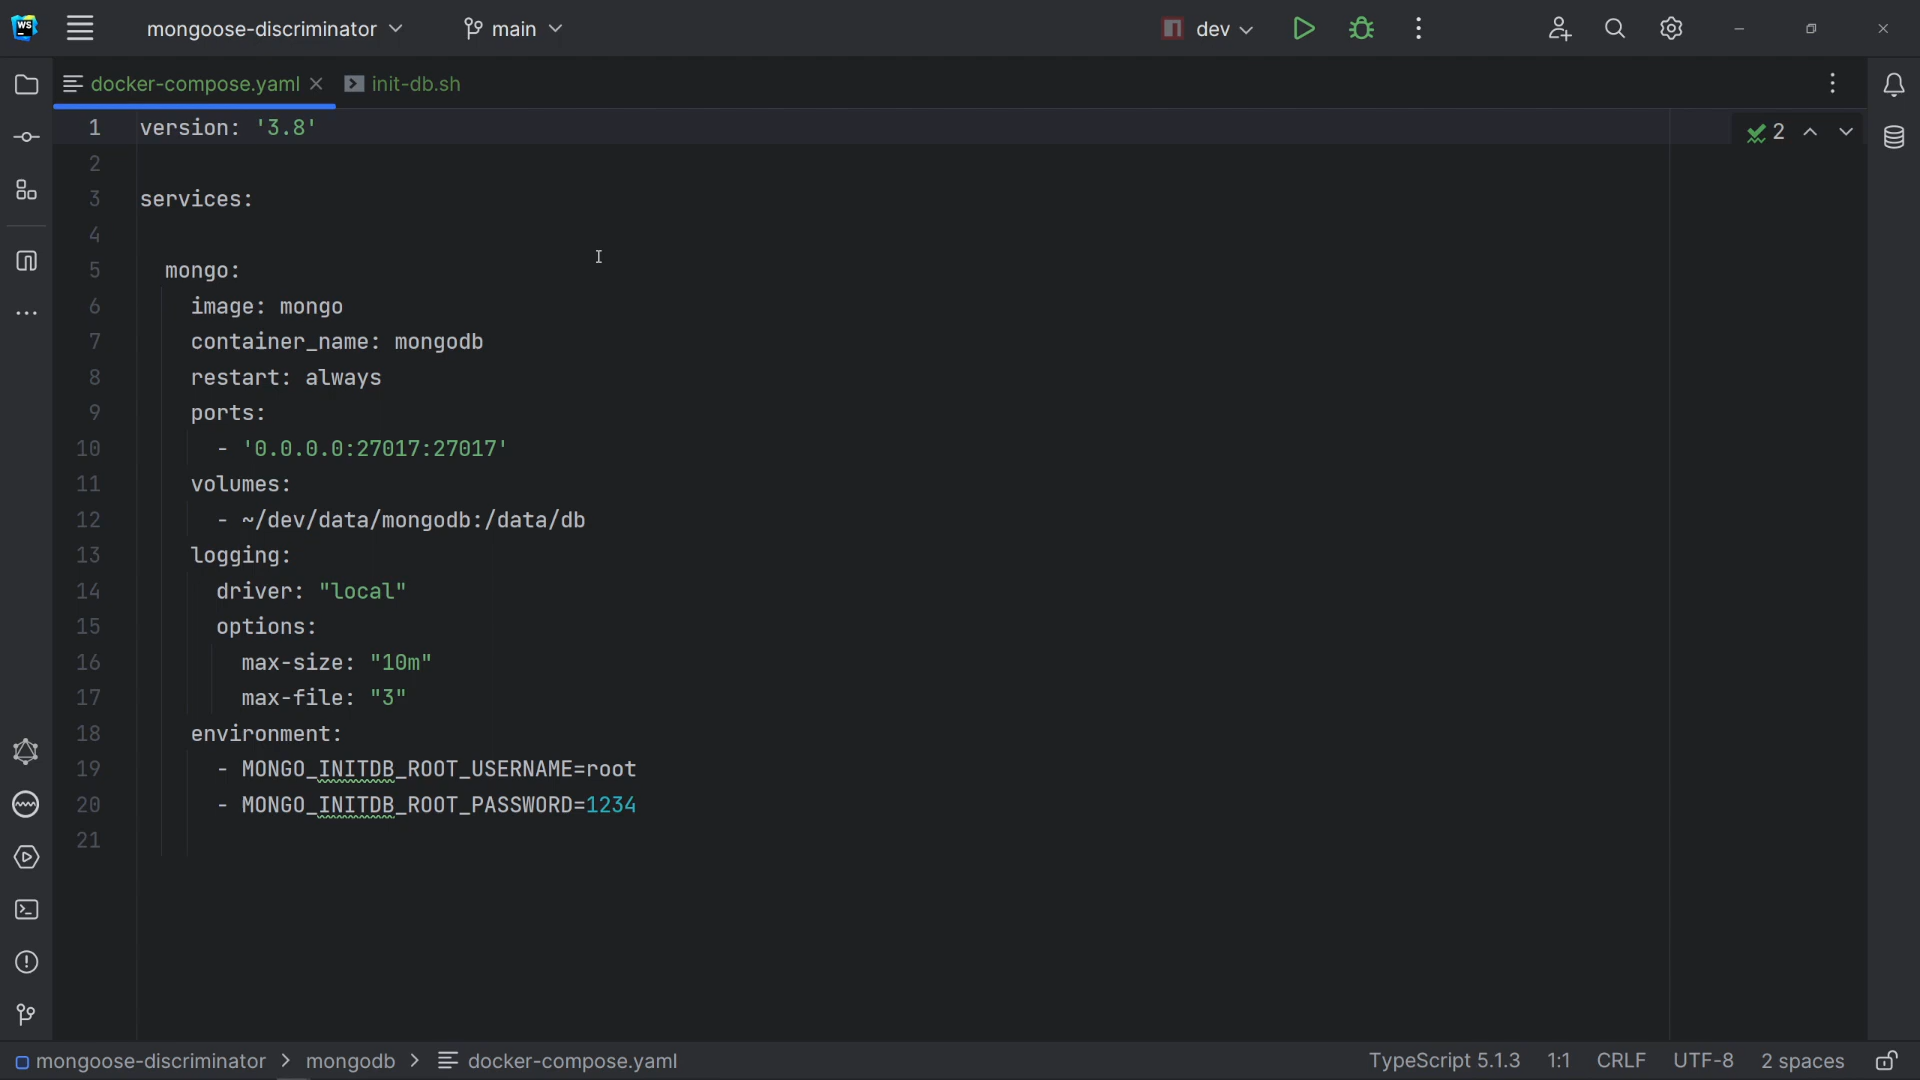 WS mongoose-discriminator main dev
docker-compose.yaml init-db.sh
1 version: '3.8' 2
2
3 services:
4
5 mongo:
6 image: mongo
7 container_name: mongodb
8 restart: always
9 ports:
10 - '0.0.0.0:27017:27017'
11 volumes:
12 - ~/dev/data/mongodb:/data/db
13 logging:
14 driver: "local"
15 options:
16 max-size: "10m"
17 max-file: "3"
18 environment:
19 - MONGO_INITDB_ROOT_USERNAME=root
20 - MONGO_INITDB_ROOT_PASSWORD=1234
21
mongoose-discriminator > mongodb > docker-compose.yaml TypeScript 5.1.3 1:1 CRLF UTF-8 2 spaces